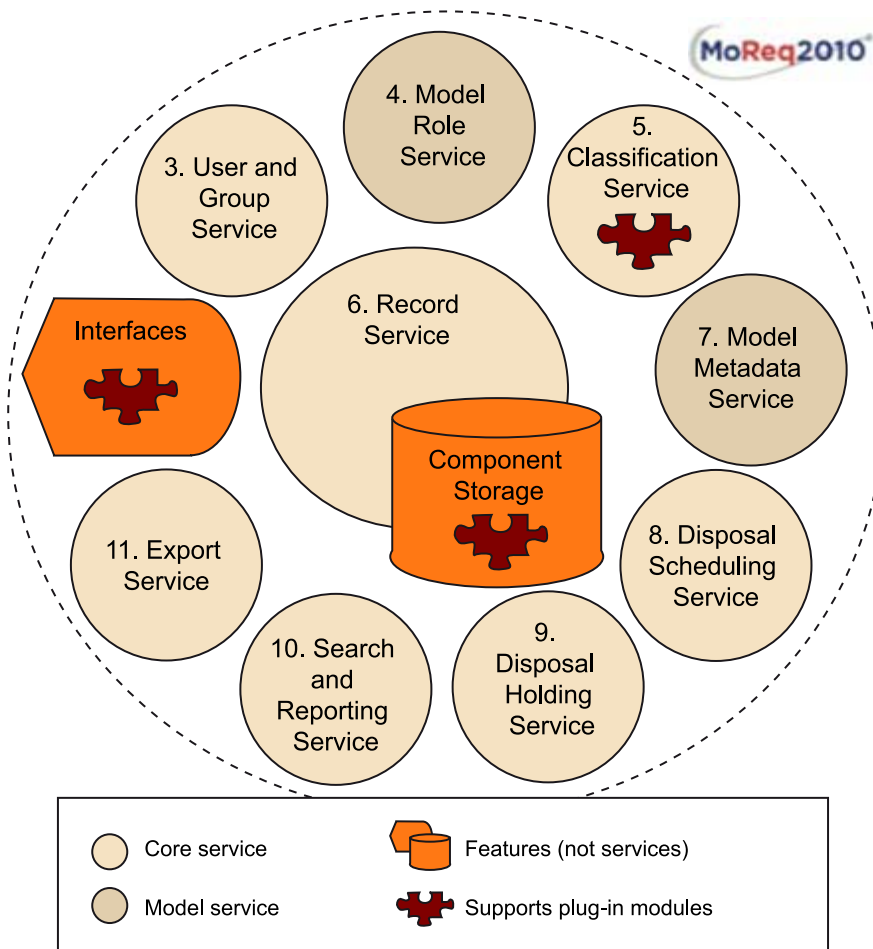 MoReq2010®
4. Model
Role
Service
3. User and
Group
Service
5.
Classification
Service
Interfaces
6. Record
Service
7. Model
Metadata
Service
Component
Storage
11. Export
Service
8. Disposal
Scheduling
Service
10. Search
and
Reporting
Service
9.
Disposal
Holding
Service
Core service
Features (not services)
Model service
Supports plug-in modules